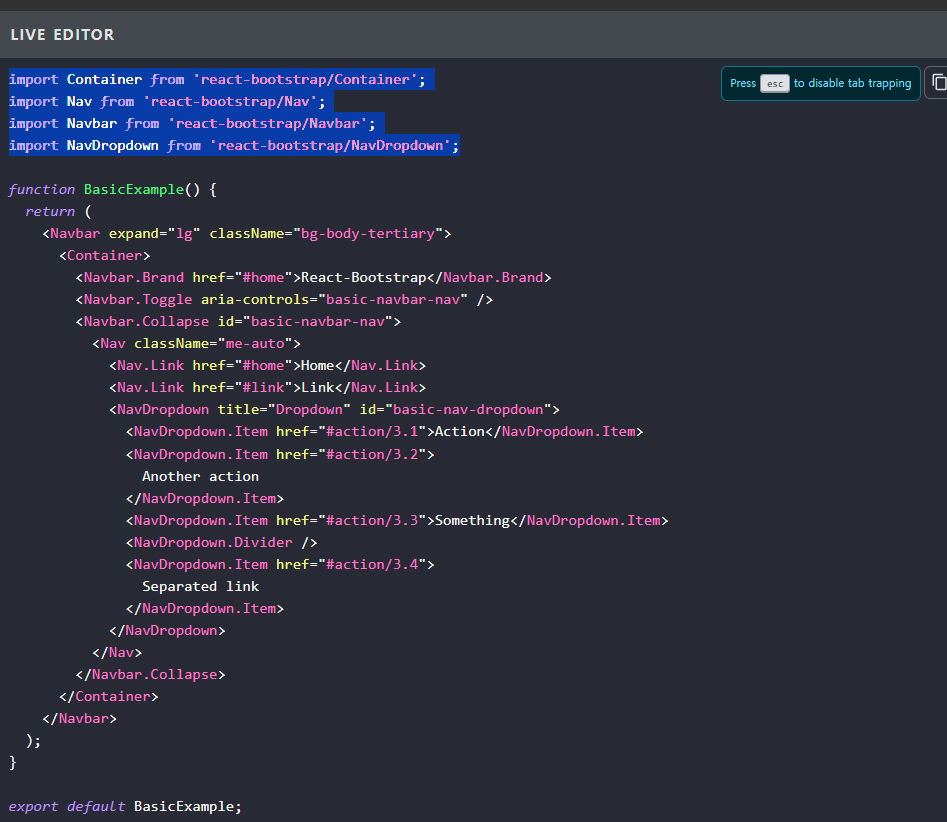 LIVE EDITOR
import Container from 'react-bootstrap/Container';
Press esc to disable tab trapping
import Nav from 'react-bootstrap/Nav';
import Navbar from 'react-bootstrap/Navbar';
import NavDropdown from 'react-bootstrap/NavDropdown';

function BasicExample() {
  return (
    <Navbar expand="lg" className="bg-body-tertiary">
      <Container>
        <Navbar.Brand href="#home">React-Bootstrap</Navbar.Brand>
        <Navbar.Toggle aria-controls="basic-navbar-nav" />
        <Navbar.Collapse id="basic-navbar-nav">
          <Nav className="me-auto">
            <Nav.Link href="#home">Home</Nav.Link>
            <Nav.Link href="#link">Link</Nav.Link>
            <NavDropdown title="Dropdown" id="basic-nav-dropdown">
              <NavDropdown.Item href="#action/3.1">Action</NavDropdown.Item>
              <NavDropdown.Item href="#action/3.2">
                Another action
              </NavDropdown.Item>
              <NavDropdown.Item href="#action/3.3">Something</NavDropdown.Item>
              <NavDropdown.Divider />
              <NavDropdown.Item href="#action/3.4">
                Separated link
              </NavDropdown.Item>
            </NavDropdown>
          </Nav>
        </Navbar.Collapse>
      </Container>
    </Navbar>
  );
}

export default BasicExample;